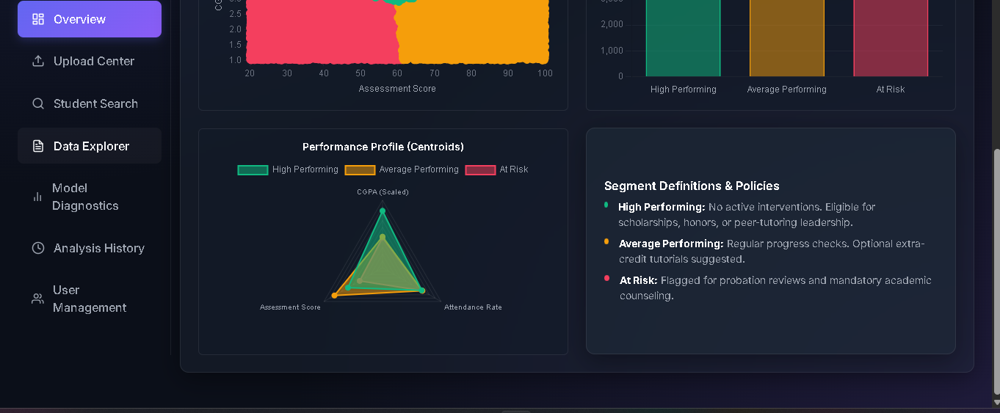 Overview
Upload Center
Student Search
Data Explorer
Model
Diagnostics
Analysis History
User
Management
2.5
2.0
1.5
1.0
20 30 40 50 60 70 80 90 100
Assessment Score
2,000
1,000
0
High Performing Average Performing At Risk
Performance Profile (Centroids)
High Performing Average Performing At Risk
CGPA (Scaled)
Assessment Score
Attendance Rate
Segment Definitions & Policies
High Performing: No active interventions. Eligible for
scholarships, honors, or peer-tutoring leadership.
Average Performing: Regular progress checks. Optional extra-
credit tutorials suggested.
At Risk: Flagged for probation reviews and mandatory academic
counseling.